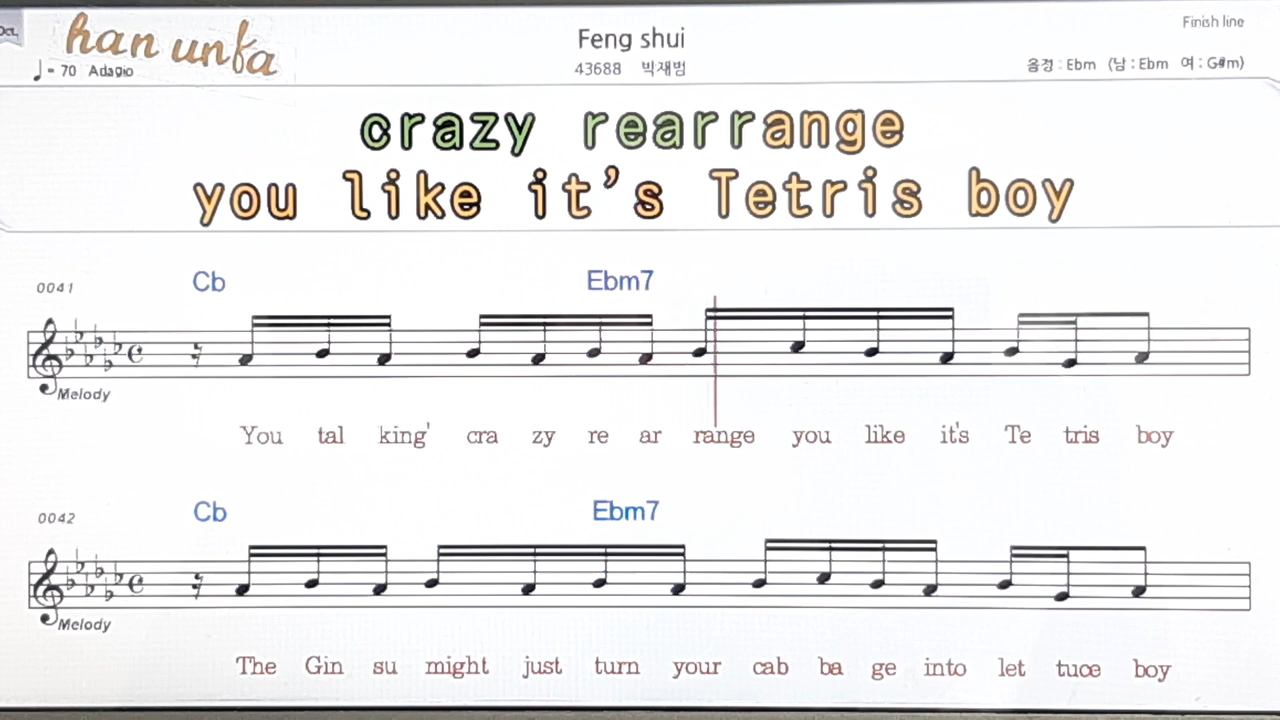 han unfa
Finish line
Feng shui
♩= 70 Adagio
43688 박재범
음정 : Ebm (남 : Ebm 여 : G#m)
crazy rearrange
you like it's Tetris boy
0041
Cb Ebm7
Melody
You tal king' cra zy re ar range you like it's Te tris boy
0042
Cb Ebm7
Melody
The Gin su might just turn your cab ba ge into let tuce boy